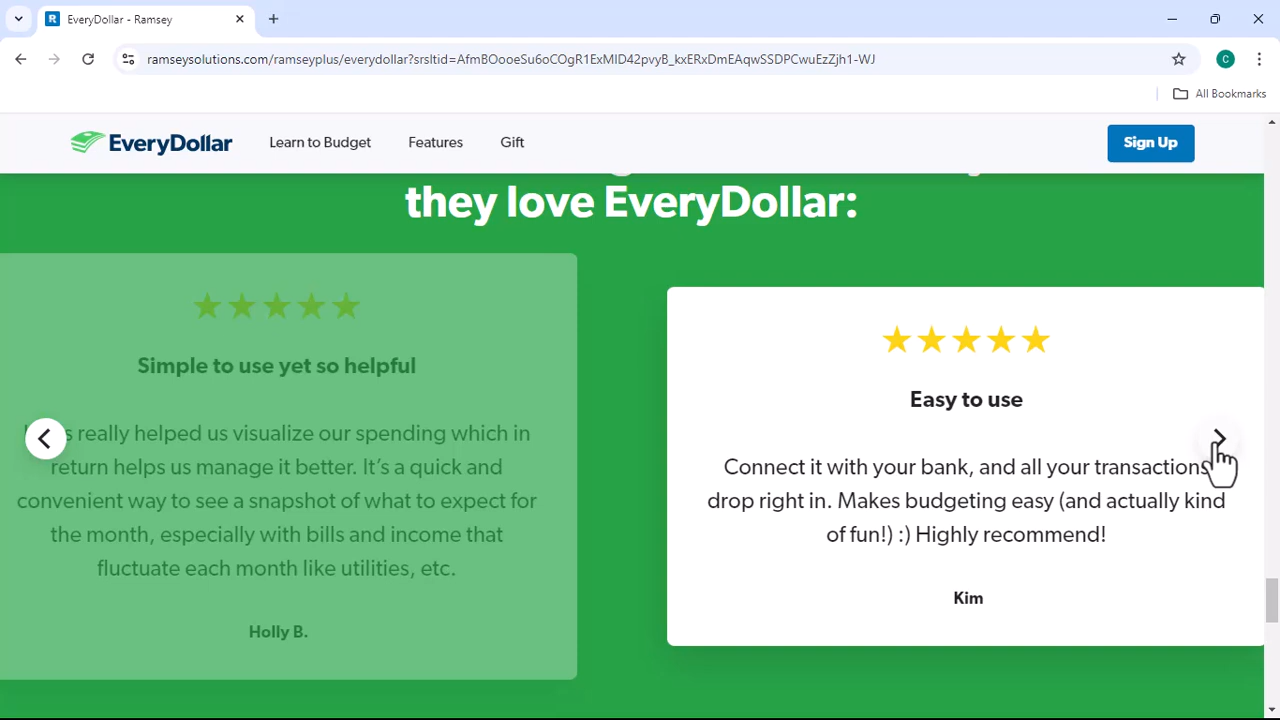 EveryDollar - Ramsey
ramseysolutions.com/ramseyplus/everydollar?srsltid=AfmBOooeSu6oCOgR1ExMID42pvyB_kxERxDmEAqwSSDPCwuEzZjh1-WJ
C
All Bookmarks
EveryDollar
Learn to Budget
Features
Gift
Sign Up
they love EveryDollar:
Simple to use yet so helpful
really helped us visualize our spending which in
return helps us manage it better. It’s a quick and
convenient way to see a snapshot of what to expect for
the month, especially with bills and income that
fluctuate each month like utilities, etc.
Holly B.
Easy to use
Connect it with your bank, and all your transactions
drop right in. Makes budgeting easy (and actually kind
of fun!) :) Highly recommend!
Kim